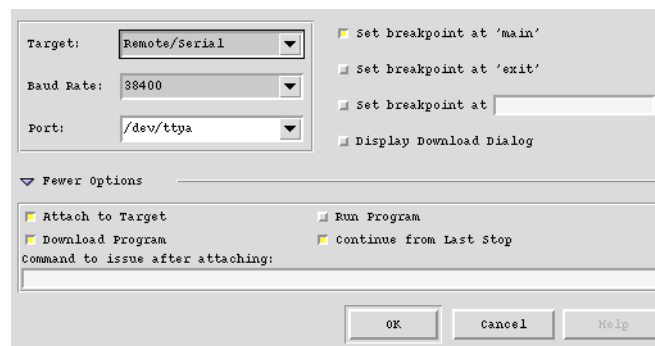 Target: Remote/Serial
Baud Rate: 38400
Port: /dev/ttya
Set breakpoint at 'main'
Set breakpoint at 'exit'
Set breakpoint at
Display Download Dialog
Fewer Options
Attach to Target
Run Program
Download Program
Continue from Last Stop
Command to issue after attaching:
OK
Cancel
Help